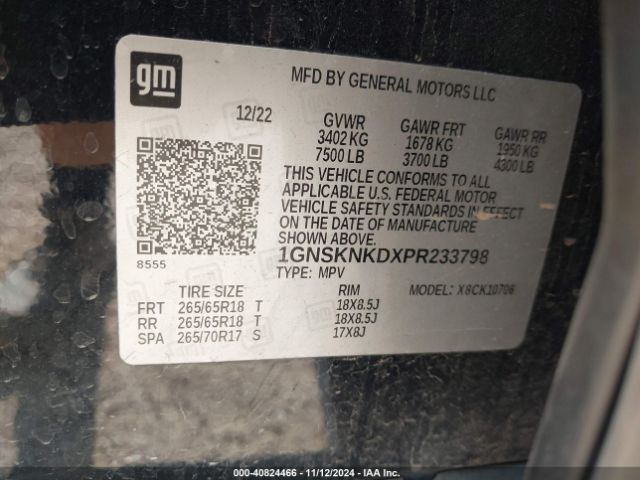 gm
MFD BY GENERAL MOTORS LLC
12/22
GVWR GAWR FRT GAWR RR
3402 KG 1678 KG 1950 KG
7500 LB 3700 LB 4300 LB
THIS VEHICLE CONFORMS TO ALL
APPLICABLE U.S. FEDERAL MOTOR
VEHICLE SAFETY STANDARDS IN EFFECT
ON THE DATE OF MANUFACTURE
SHOWN ABOVE.
1GNSKNKDXPR233798
8555
TYPE: MPV MODEL: X8CK10706
TIRE SIZE RIM
FRT 265/65R18 T 18X8.5J
RR 265/65R18 T 18X8.5J
SPA 265/70R17 S 17X8J
000-40824466 - 11/12/2024 - IAA Inc.